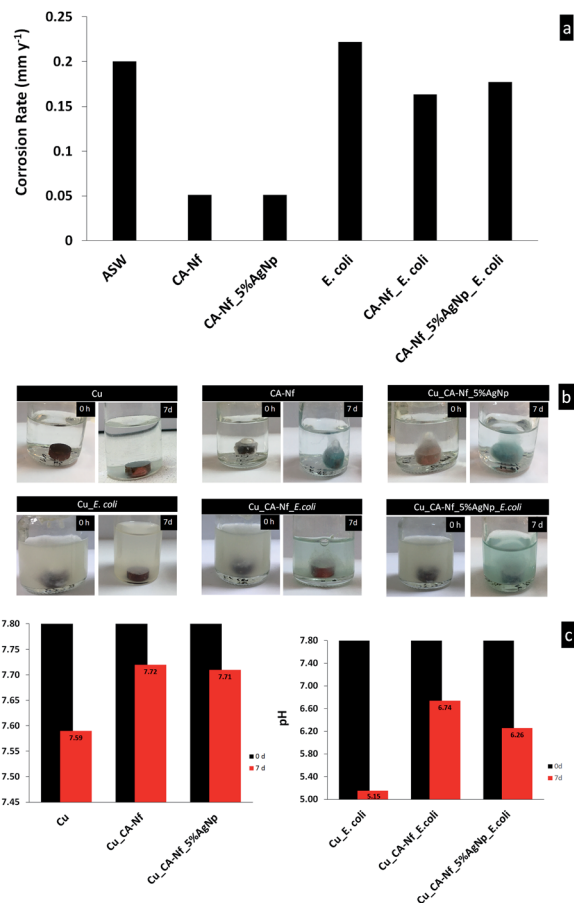 a
Corrosion Rate (mm y-1)
0.25
0.2
0.15
0.1
0.05
0
ASW
CA-Nf
CA-Nf_5%AgNp
E. coli
CA-Nf_E. coli
CA-Nf_5%AgNp_E. coli
b
Cu
0 h
7d
CA-Nf
0 h
7d
Cu_CA-Nf_5%AgNp
0 h
7d
Cu_E. coli
0 h
7d
Cu_CA-Nf_E.coli
0 h
7d
Cu_CA-Nf_5%AgNp_E.coli
0 h
7d
c
7.80
7.75
7.70
7.65
7.60
7.55
7.50
7.45
7.59
7.72
7.71
0 d
7 d
Cu
Cu_CA-Nf
Cu_CA-Nf_5%AgNp
pH
7.80
7.40
7.00
6.60
6.20
5.80
5.40
5.00
5.15
6.74
6.26
0d
7d
Cu_E. coli
Cu_CA-Nf_E.coli
Cu_CA-Nf_5%AgNp_E.coli